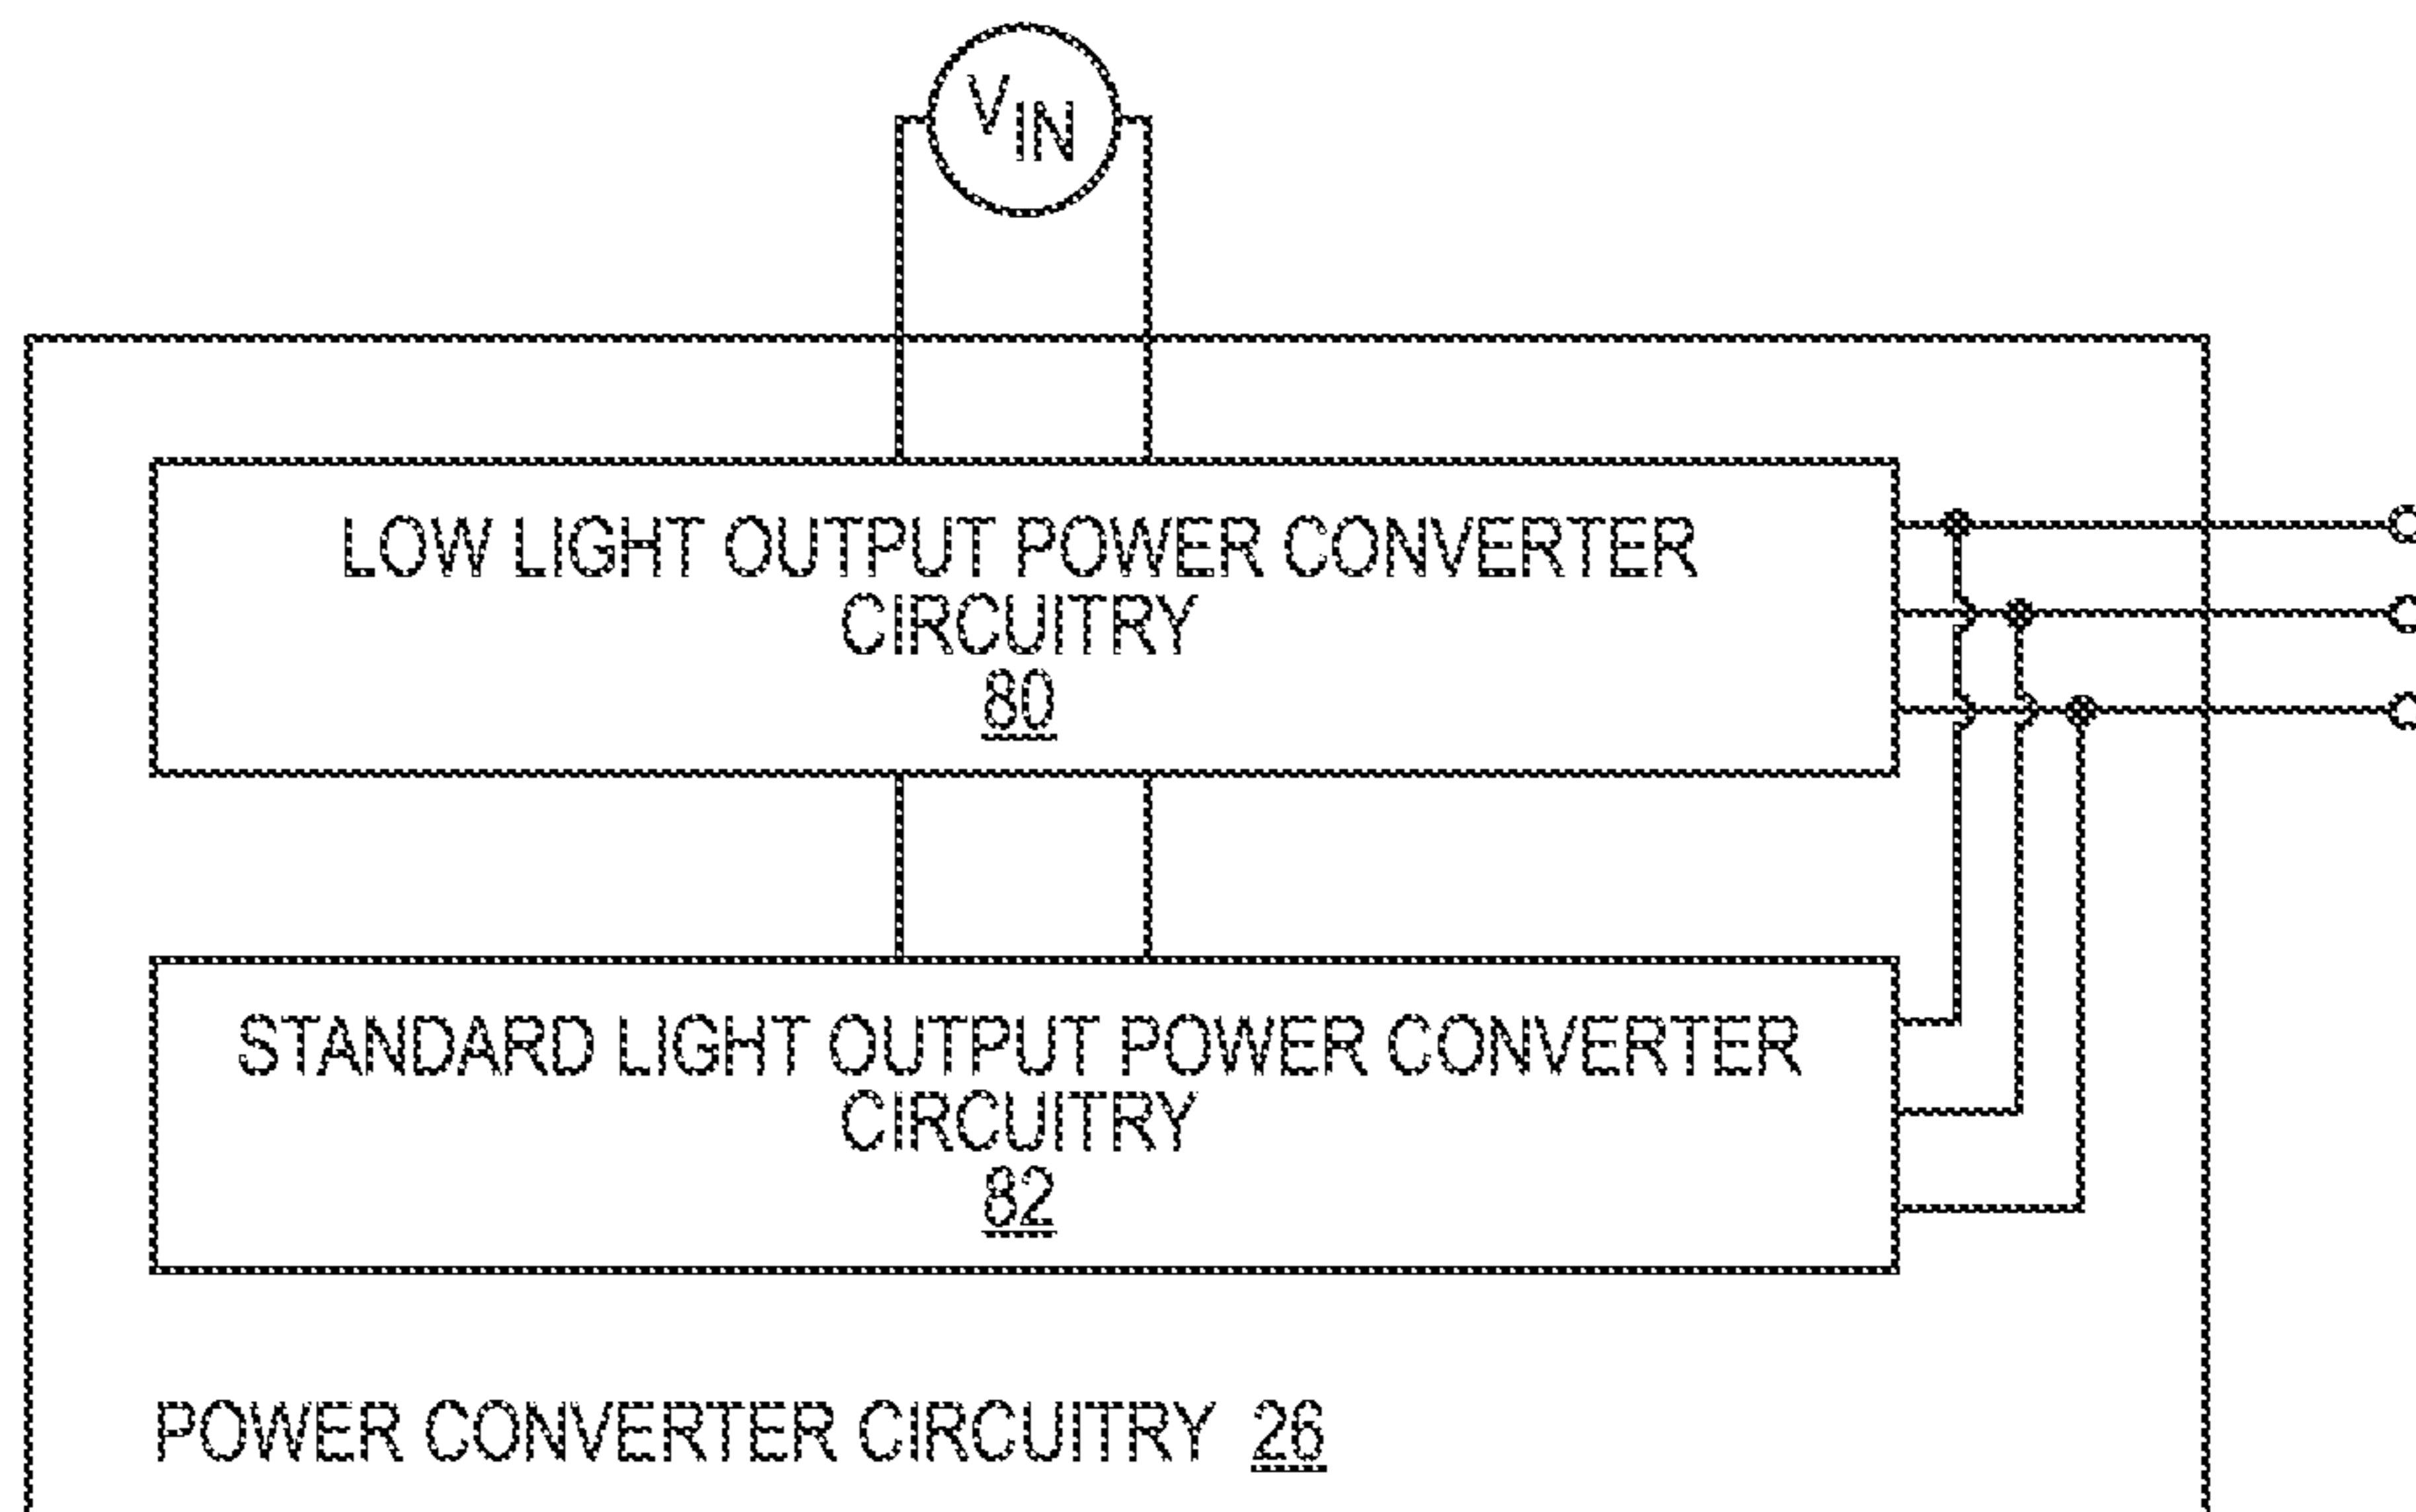 VIN
LOW LIGHT OUTPUT POWER CONVERTER
CIRCUITRY
80
STANDARD LIGHT OUTPUT POWER CONVERTER
CIRCUITRY
82
POWER CONVERTER CIRCUITRY 26